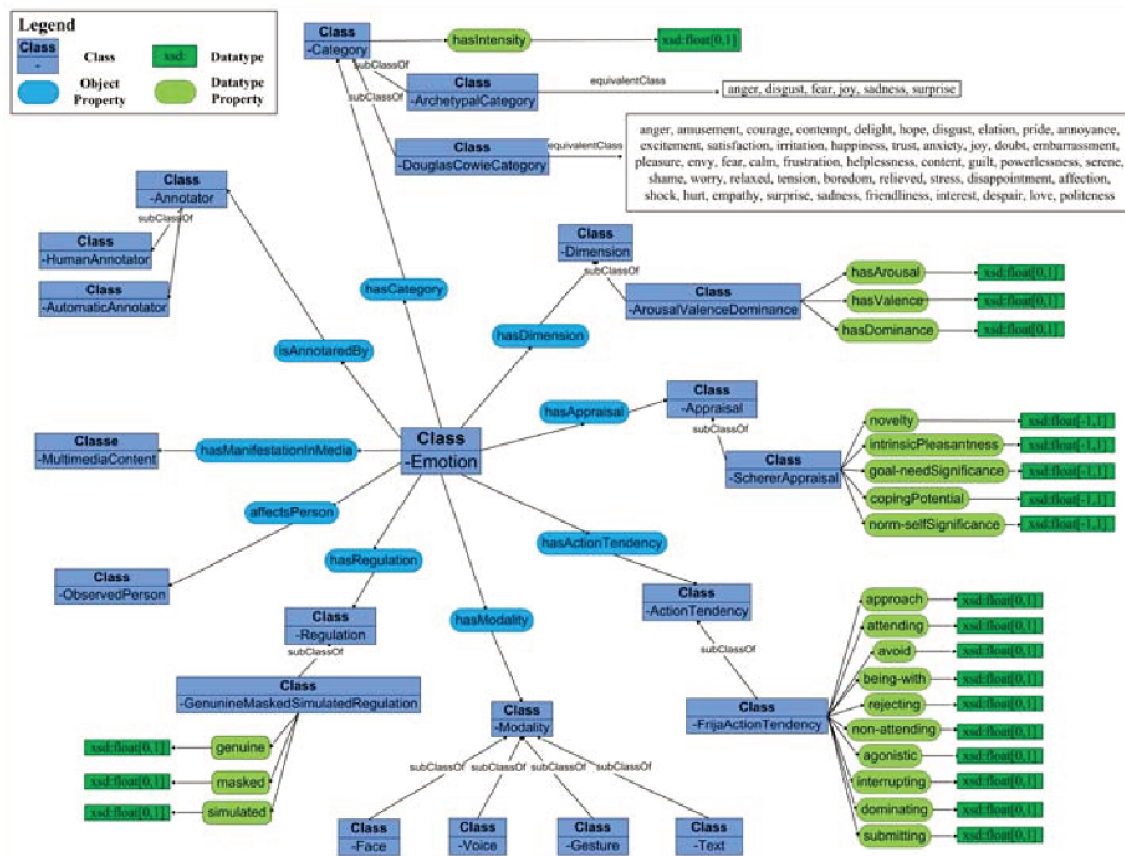 Legend
Class
-
Class
xsd:
Datatype
Object
Property
Datatype
Property
Class
-Category
hasIntensity
xsd:float[0,1]
subClassOf
subClassOf
Class
-ArchetypalCategory
equivalentClass
anger, disgust, fear, joy, sadness, surprise
Class
-DouglasCowieCategory
equivalentClass
anger, amusement, courage, contempt, delight, hope, disgust, elation, pride, annoyance,
excitement, satisfaction, irritation, happiness, trust, anxiety, joy, doubt, embarrassment,
pleasure, envy, fear, calm, frustration, helplessness, content, guilt, powerlessness, serene,
shame, worry, relaxed, tension, boredom, relieved, stress, disappointment, affection,
shock, hurt, empathy, surprise, sadness, friendliness, interest, despair, love, politeness
Class
-Annotator
subClassOf
Class
-HumanAnnotator
Class
-AutomaticAnnotator
isAnnotaredBy
hasCategory
Class
-Dimension
subClassOf
hasDimension
Class
-ArousalValenceDominance
hasArousal
xsd:float[0,1]
hasValence
xsd:float[0,1]
hasDominance
xsd:float[0,1]
Class
-Emotion
hasAppraisal
Class
-Appraisal
subClassOf
Class
-SchererAppraisal
novelty
xsd:float[-1,1]
intrinsicPleasantness
xsd:float[-1,1]
goal-needSignificance
xsd:float[-1,1]
copingPotential
xsd:float[-1,1]
norm-selfSignificance
xsd:float[-1,1]
Classe
-MultimediaContent
hasManifestationInMedia
affectsPerson
Class
-ObservedPerson
hasRegulation
Class
-Regulation
subClassOf
Class
-GenunineMaskedSimulatedRegulation
genuine
xsd:float[0,1]
masked
xsd:float[0,1]
simulated
xsd:float[0,1]
hasModality
Class
-Modality
subClassOf
subClassOf
subClassOf
subClassOf
Class
-Face
Class
-Voice
Class
-Gesture
Class
-Text
hasActionTendency
Class
-ActionTendency
subClassOf
Class
-FrijaActionTendency
approach
xsd:float[0,1]
attending
xsd:float[0,1]
avoid
xsd:float[0,1]
being-with
xsd:float[0,1]
rejecting
xsd:float[0,1]
non-attending
xsd:float[0,1]
agonistic
xsd:float[0,1]
interrupting
xsd:float[0,1]
dominating
xsd:float[0,1]
submitting
xsd:float[0,1]